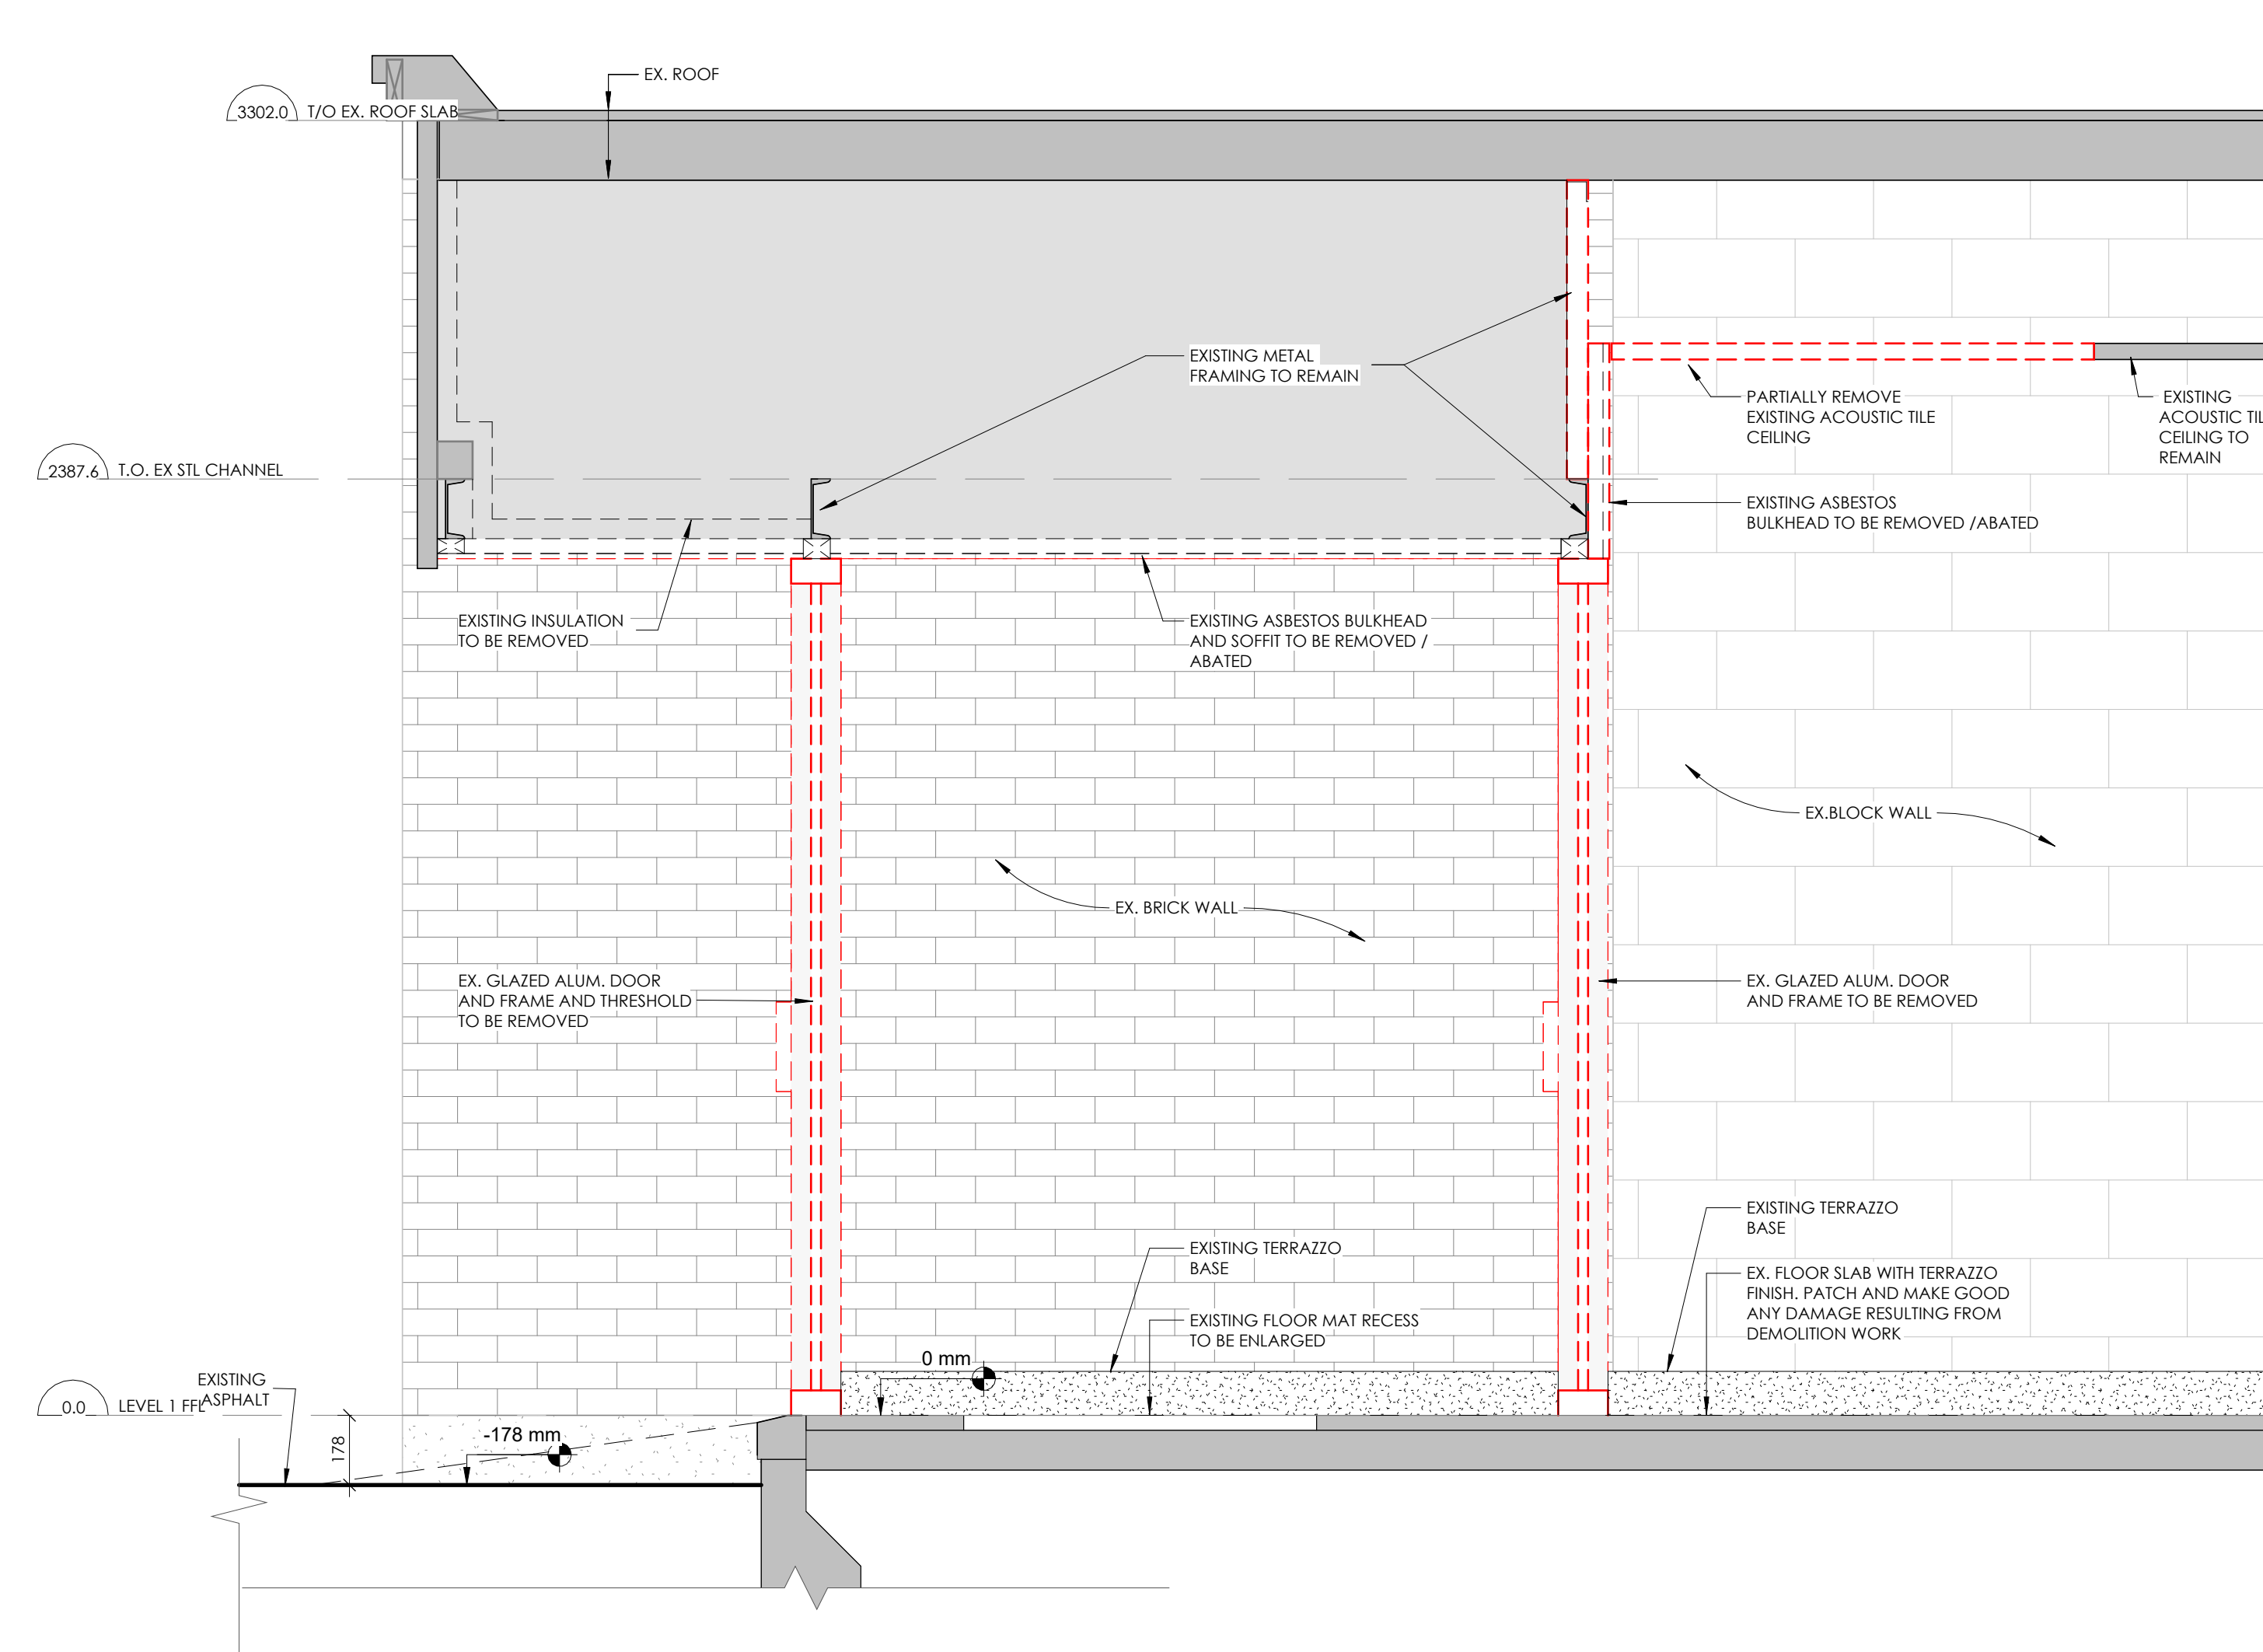 EX. ROOF
3302.0 T/O EX. ROOF SLAB
EXISTING METAL
FRAMING TO REMAIN
PARTIALLY REMOVE
EXISTING ACOUSTIC TILE
CEILING
EXISTING
ACOUSTIC TIL
CEILING TO
REMAIN
2387.6 T.O. EX STL CHANNEL
EXISTING ASBESTOS
BULKHEAD TO BE REMOVED /ABATED
EXISTING INSULATION
TO BE REMOVED
EXISTING ASBESTOS BULKHEAD
AND SOFFIT TO BE REMOVED /
ABATED
EX.BLOCK WALL
EX. BRICK WALL
EX. GLAZED ALUM. DOOR
AND FRAME AND THRESHOLD
TO BE REMOVED
EX. GLAZED ALUM. DOOR
AND FRAME TO BE REMOVED
EXISTING TERRAZZO
BASE
EXISTING TERRAZZO
BASE
EX. FLOOR SLAB WITH TERRAZZO
FINISH. PATCH AND MAKE GOOD
ANY DAMAGE RESULTING FROM
DEMOLITION WORK
EXISTING FLOOR MAT RECESS
TO BE ENLARGED
0 mm
EXISTING
ASPHALT
0.0 LEVEL 1 FFL
-178 mm
178